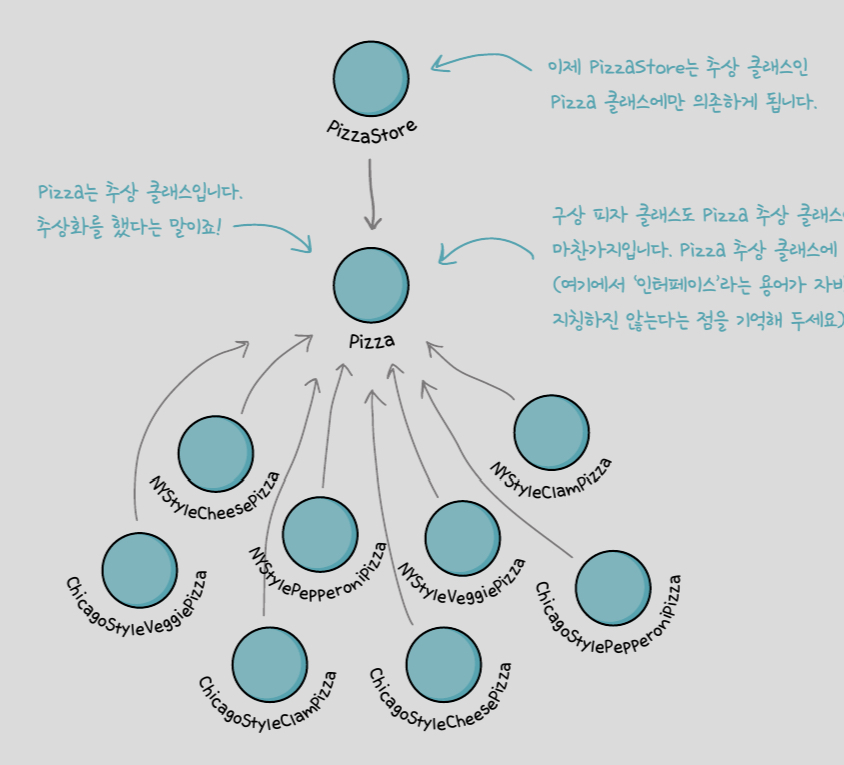 이제 PizzaStore는 추상 클래스인
Pizza 클래스에만 의존하게 됩니다.
PizzaStore
Pizza는 추상 클래스입니다.
추상화를 했다는 말이죠!
구상 피자 클래스도 Pizza 추상 클래스
마찬가지입니다. Pizza 추상 클래스에
(여기에서 ‘인터페이스’라는 용어가 자바
지칭하진 않는다는 점을 기억해 두세요)
Pizza
NYStyleCheesePizza
NYStyleClamPizza
NYStylePepperoniPizza
NYStyleVeggiePizza
ChicagoStyleVeggiePizza
ChicagoStylePepperoniPizza
ChicagoStyleClamPizza
ChicagoStyleCheesePizza